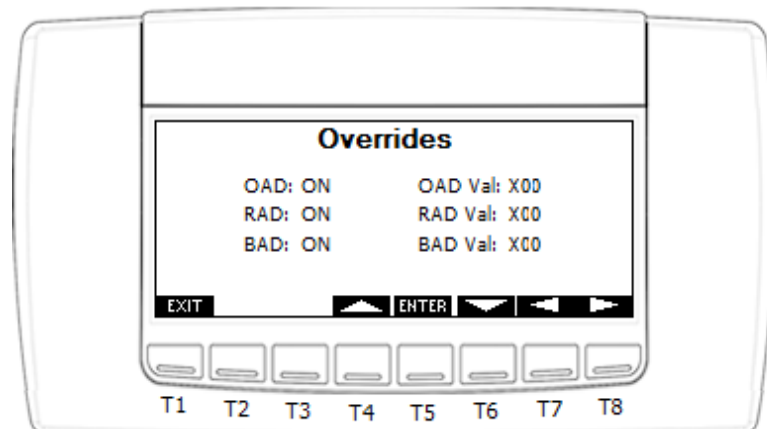 Overrides
OAD: ON OAD Val: X00
RAD: ON RAD Val: X00
BAD: ON BAD Val: X00
EXIT ENTER
T1 T2 T3 T4 T5 T6 T7 T8